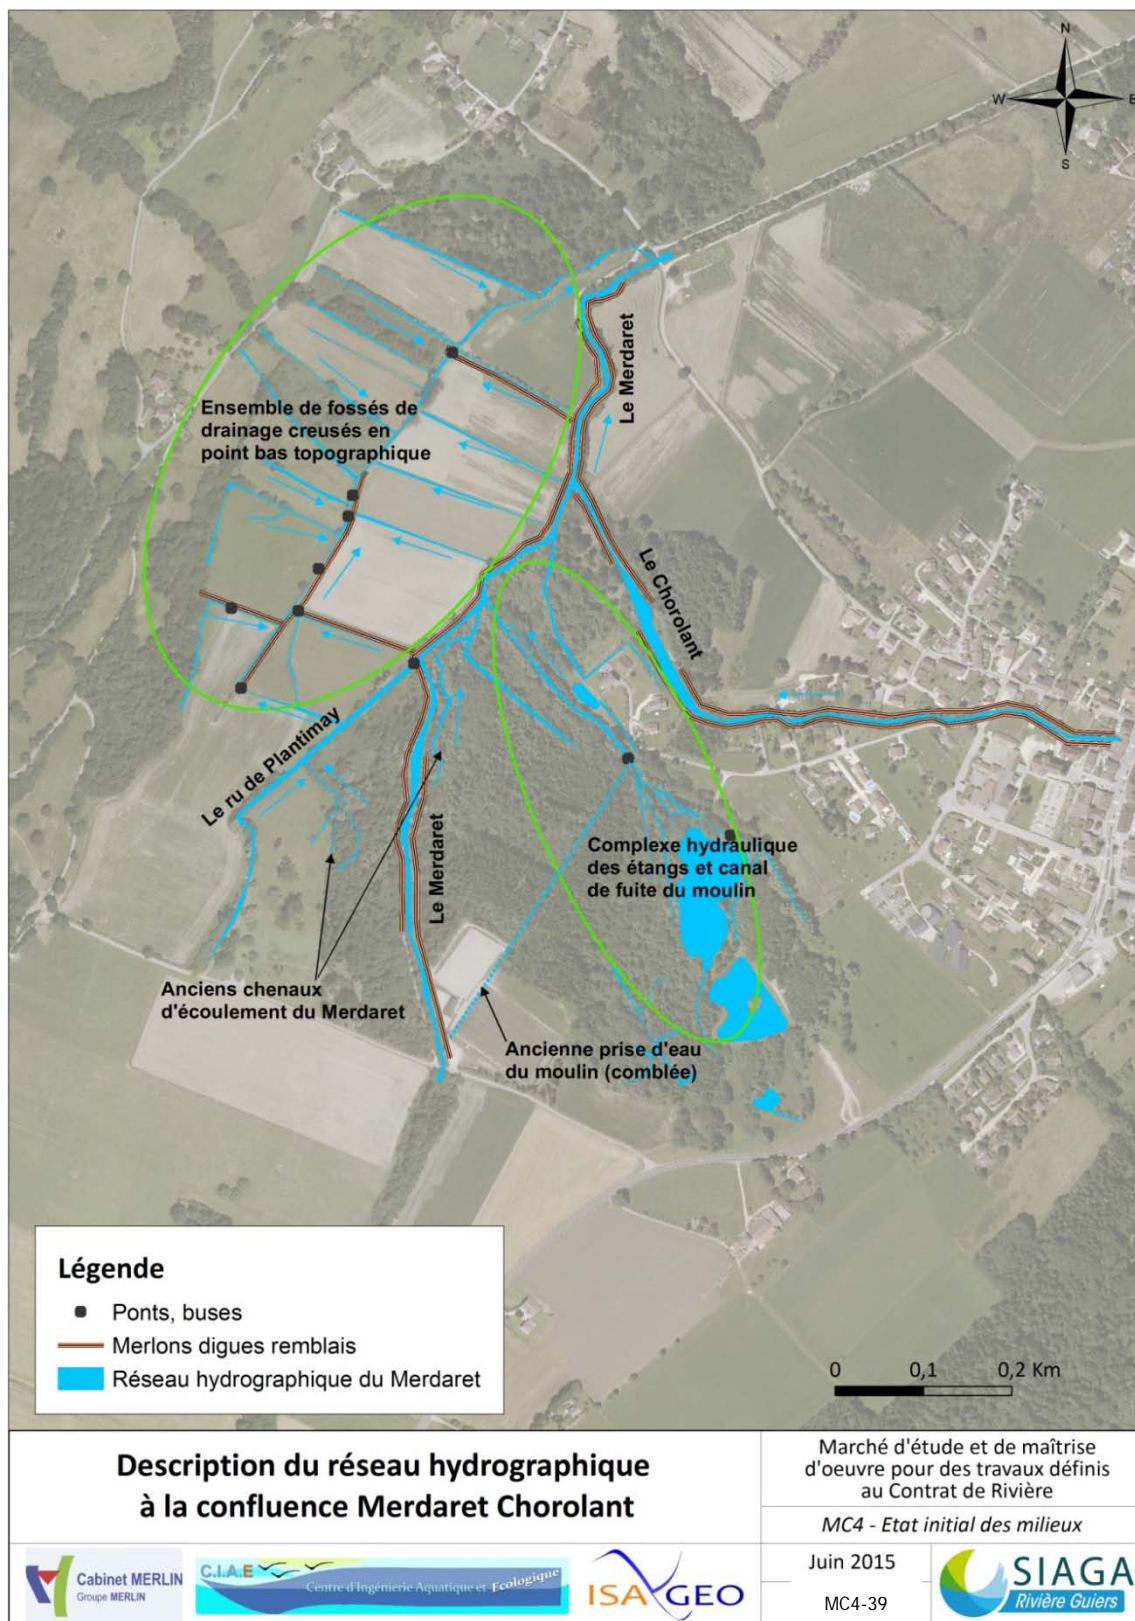 N
W
E
S
Le Merdaret
Ensemble de fossés de
drainage creusés en
point bas topographique
Le Chorolant
Le ru de Plantimay
Le Merdaret
Complexe hydraulique
des étangs et canal
de fuite du moulin
Anciens chenaux
d'écoulement du Merdaret
Ancienne prise d'eau
du moulin (comblée)
Légende
Ponts, buses
Merlons digues remblais
Réseau hydrographique du Merdaret
0 0,1 0,2 Km
Description du réseau hydrographique
à la confluence Merdaret Chorolant
Marché d'étude et de maîtrise
d'oeuvre pour des travaux définis
au Contrat de Rivière
MC4 - Etat initial des milieux
Cabinet MERLIN
Groupe MERLIN
C.I.A.E
Centre d'Ingénierie Aquatique et Ecologique
ISA GEO
Juin 2015
MC4-39
SIAGA
Rivière Guiers